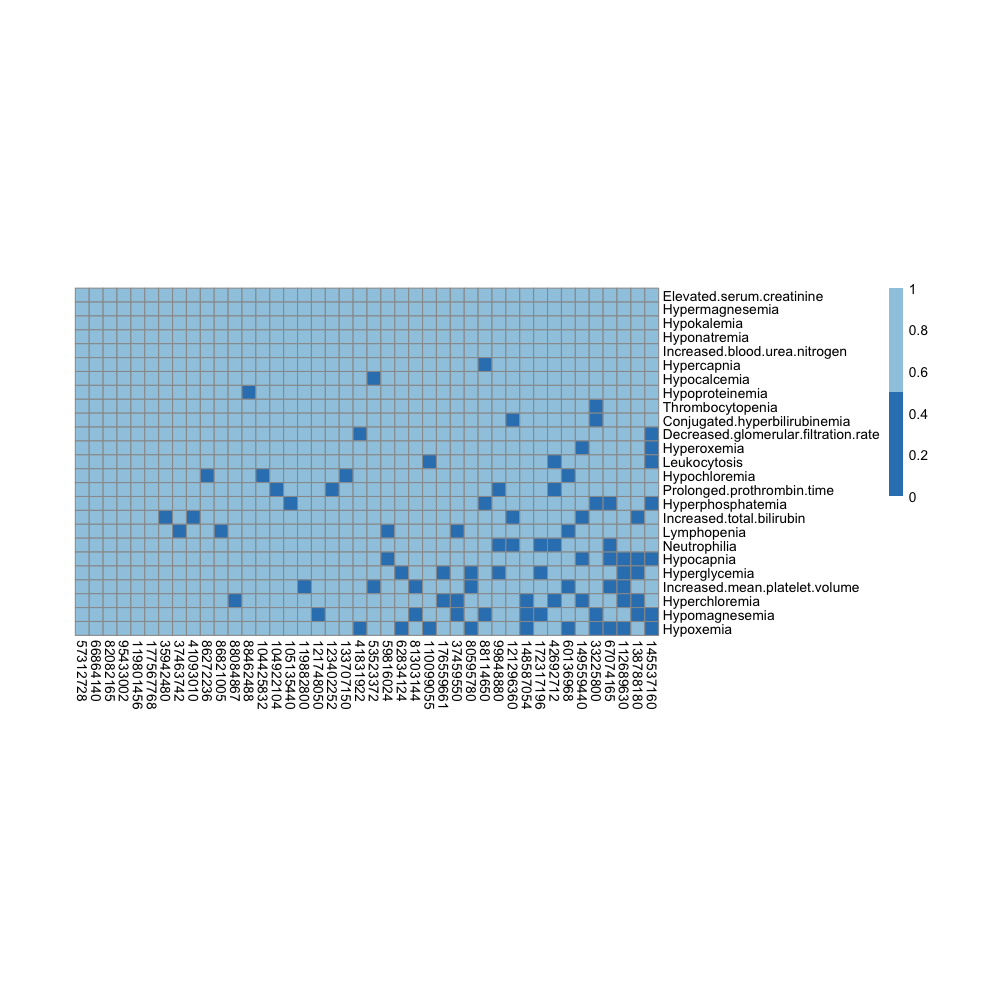 Elevated.serum.creatinine
Hypermagnesemia
Hypokalemia
Hyponatremia
Increased.blood.urea.nitrogen
Hypercapnia
Hypocalcemia
Hypoproteinemia
Thrombocytopenia
Conjugated.hyperbilirubinemia
Decreased.glomerular.filtration.rate
Hyperoxemia
Leukocytosis
Hypochloremia
Prolonged.prothrombin.time
Hyperphosphatemia
Increased.total.bilirubin
Lymphopenia
Neutrophilia
Hypocapnia
Hyperglycemia
Increased.mean.platelet.volume
Hyperchloremia
Hypomagnesemia
Hypoxemia
1
0.8
0.6
0.4
0.2
0
57312728
66864140
82082165
95433002
119801456
177567768
35942480
37463742
41093010
86272236
86821005
88084867
88462488
104425832
104922104
105135440
119882800
121748050
123402252
133707150
41831922
53523372
59816024
62834124
81303144
110099055
176559661
37459550
80595780
88114650
99848880
121296360
148587054
172317196
42692712
60136968
149559440
33225800
67074165
112689630
138788180
145537160